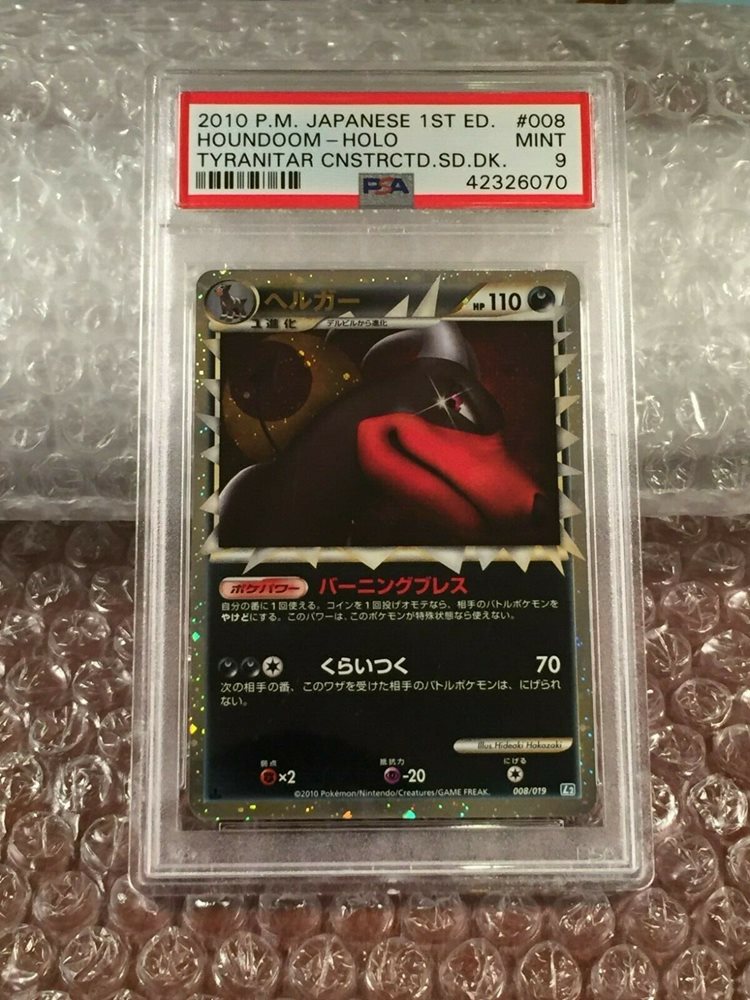 2010 P.M. JAPANESE 1ST ED. #008
HOUNDOOM-HOLO MINT
TYRANITAR CNSTRCTD.SD.DK. 9
PSA 42326070
ヘルガー HP 110
1進化 デルビルから進化
ポケパワー バーニングブレス
自分の番に1回使える。コインを1回投げオモテなら、相手のバトルポケモンを
やけどにする。このパワーは、このポケモンが特殊状態なら使えない。
くらいつく 70
次の相手の番、このワザを受けた相手のバトルポケモンは、にげられ
ない。
Illus. Hideaki Hakozaki
弱点 抵抗力 にげる
×2 -20
©2010 Pokémon/Nintendo/Creatures/GAME FREAK. 008/019 L2